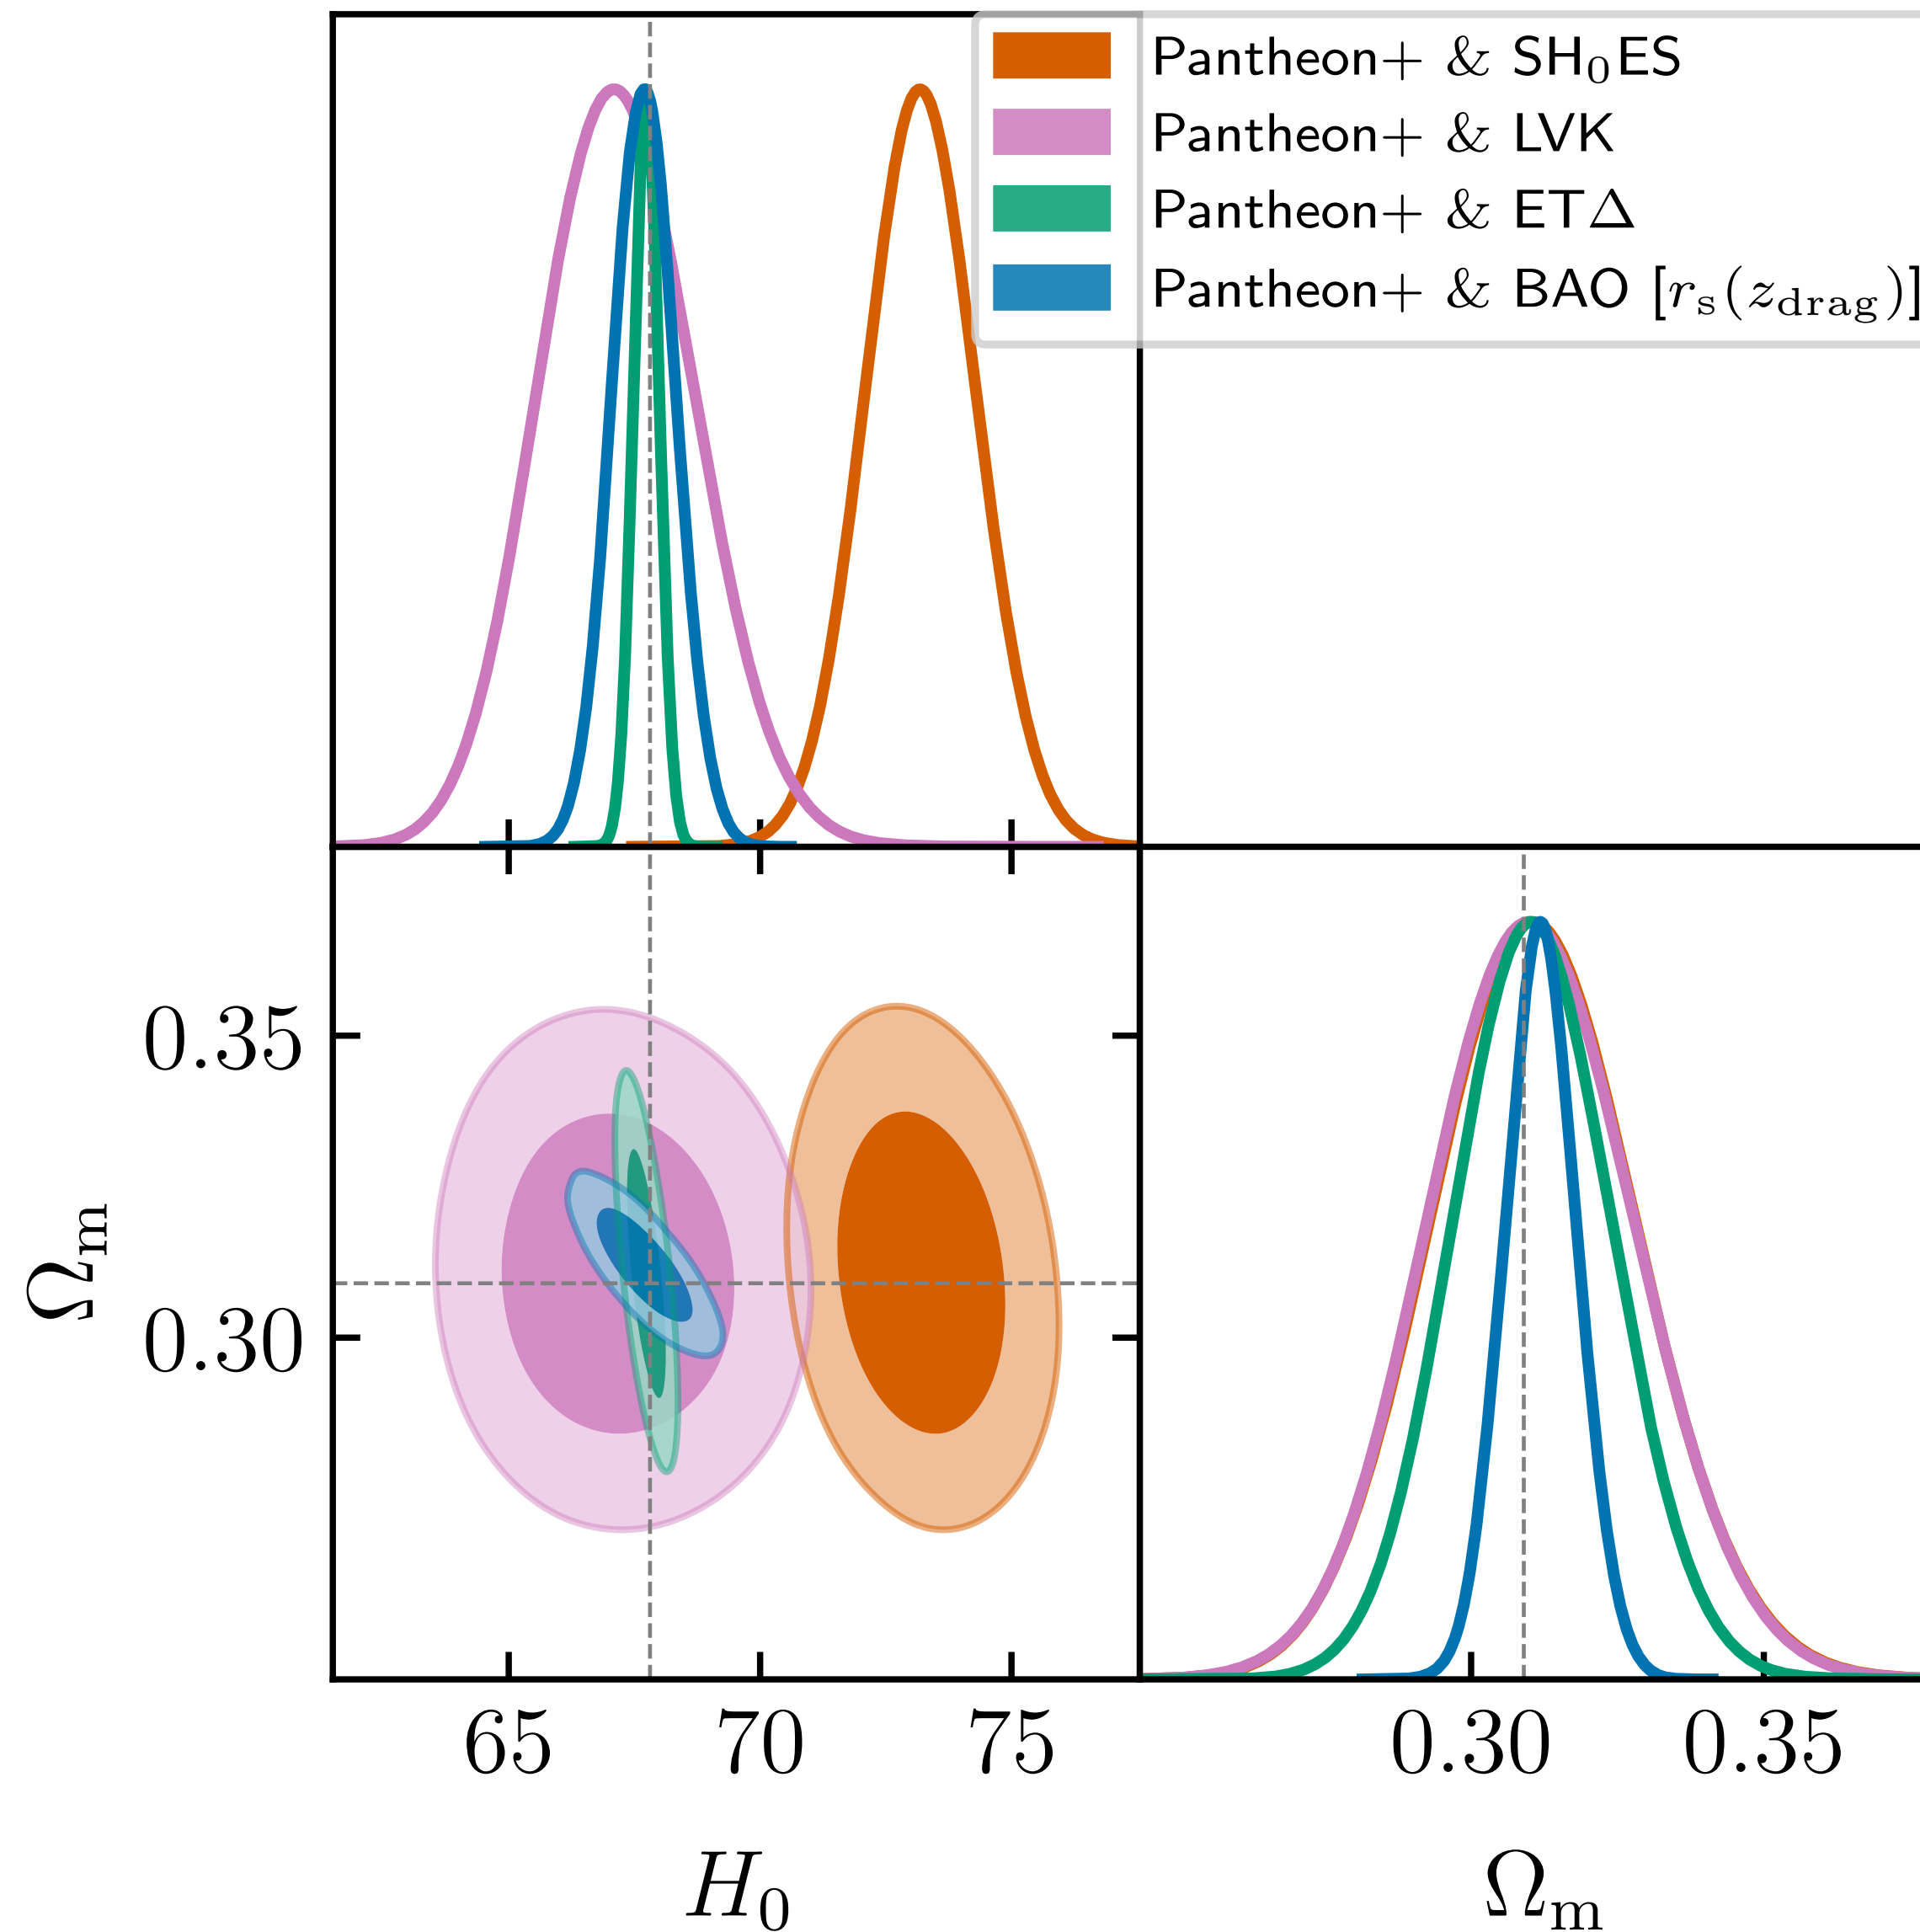 Pantheon+ & SH₀ES
Pantheon+ & LVK
Pantheon+ & ETΔ
Pantheon+ & BAO [rₛ(z_drag)]
0.35
0.30
Ωₘ
65 70 75
0.30 0.35
H₀
Ωₘ